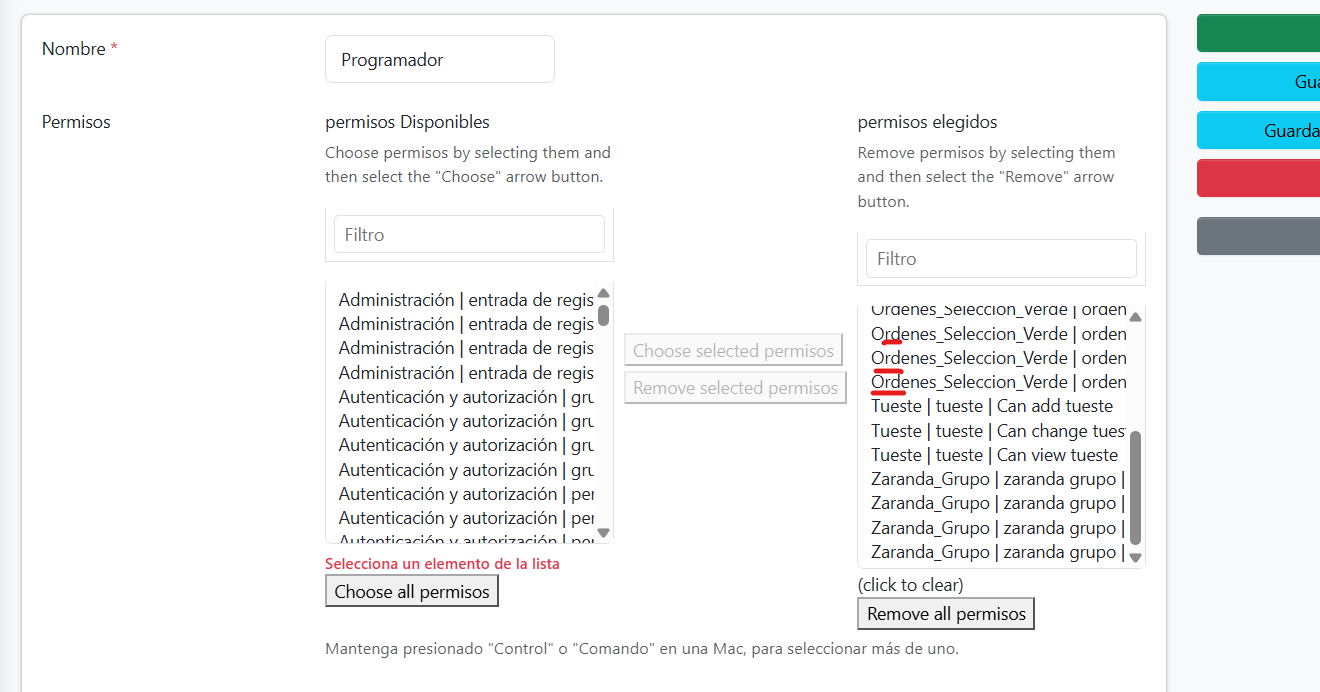 Nombre *
Programador
Permisos
permisos Disponibles
Choose permisos by selecting them and
then select the "Choose" arrow button.
Filtro
Administración | entrada de regis
Administración | entrada de regis
Administración | entrada de regis
Administración | entrada de regis
Autenticación y autorización | gru
Autenticación y autorización | gru
Autenticación y autorización | gru
Autenticación y autorización | gru
Autenticación y autorización | per
Autenticación y autorización | per
Autenticación y autorización | per
Selecciona un elemento de la lista
Choose all permisos
Choose selected permisos
Remove selected permisos
permisos elegidos
Remove permisos by selecting them
and then select the "Remove" arrow
button.
Filtro
Ordenes_Seleccion_Verde | orden
Ordenes_Seleccion_Verde | orden
Ordenes_Seleccion_Verde | orden
Ordenes_Seleccion_Verde | orden
Tueste | tueste | Can add tueste
Tueste | tueste | Can change tues
Tueste | tueste | Can view tueste
Zaranda_Grupo | zaranda grupo |
Zaranda_Grupo | zaranda grupo |
Zaranda_Grupo | zaranda grupo |
Zaranda_Grupo | zaranda grupo |
(click to clear)
Remove all permisos
Mantenga presionado "Control" o "Comando" en una Mac, para seleccionar más de uno.
Gua
Guarda